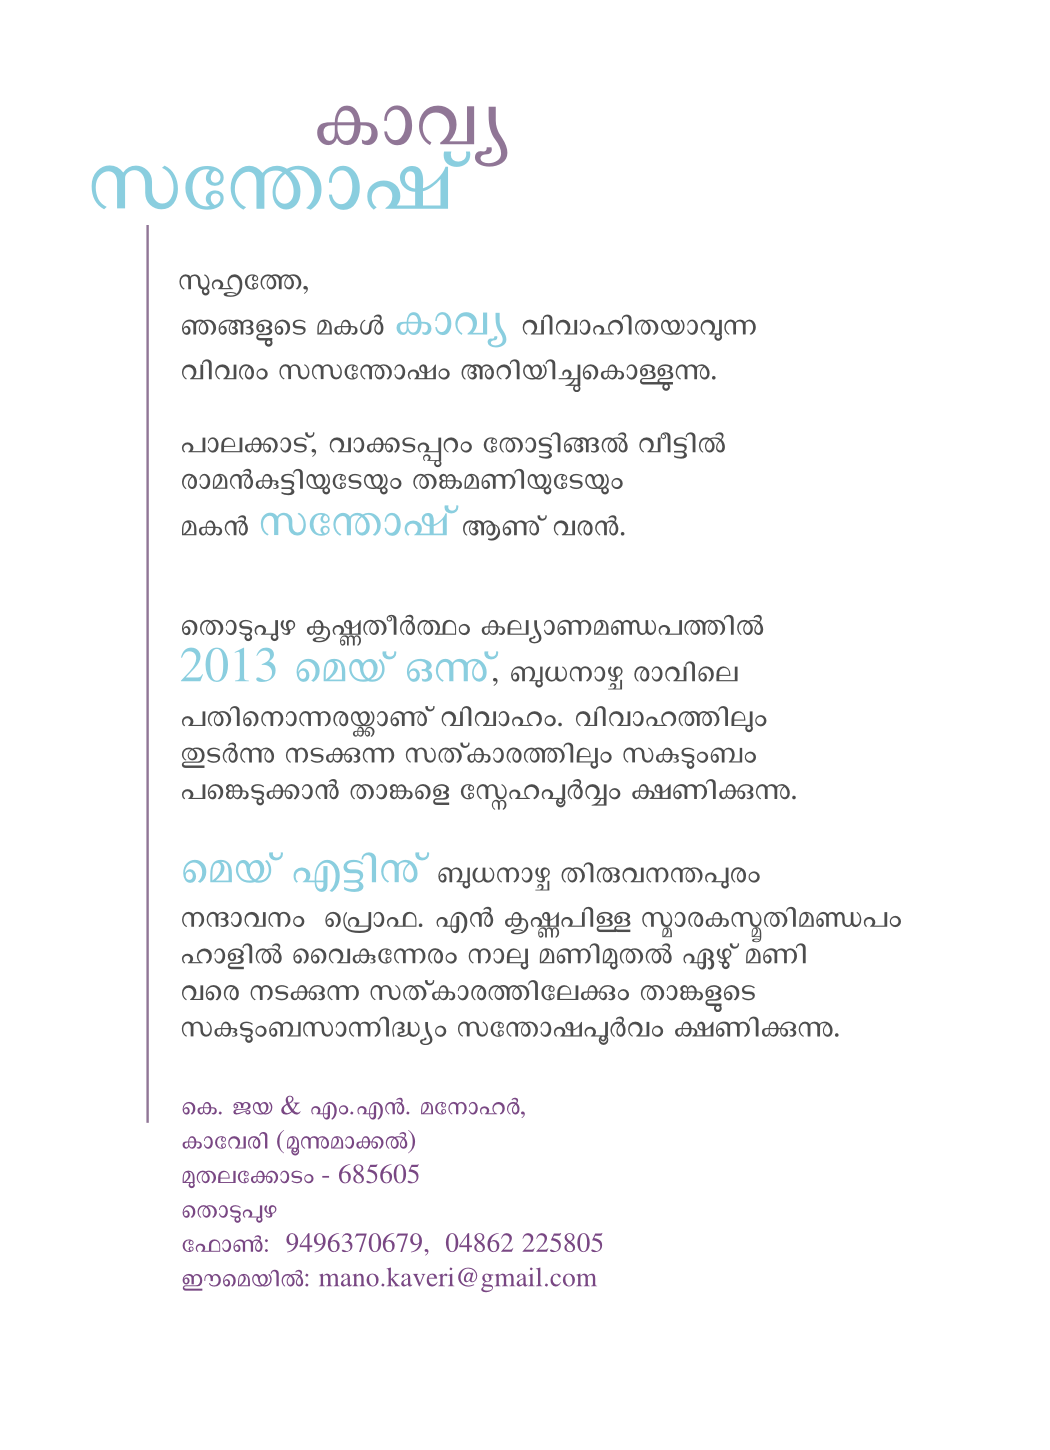 കാവ്യ
സന്തോഷ്
സുഹൃത്തേ,
ഞങ്ങളുടെ മകൾ കാവ്യ വിവാഹിതയാവുന്ന
വിവരം സസന്തോഷം അറിയിച്ചുകൊള്ളുന്നു.
പാലക്കാട്, വാക്കടപ്പുറം തോട്ടിങ്ങൽ വീട്ടിൽ
രാമൻകുട്ടിയുടേയും തങ്കമണിയുടേയും
മകൻ സന്തോഷ് ആണു് വരൻ.
തൊടുപുഴ കൃഷ്ണതീർത്ഥം കല്യാണമണ്ഡപത്തിൽ
2013 മെയ് ഒന്നു്, ബുധനാഴ്ച രാവിലെ
പതിനൊന്നരയ്ക്കാണു് വിവാഹം. വിവാഹത്തിലും
തുടർന്നു നടക്കുന്ന സത്കാരത്തിലും സകുടുംബം
പങ്കെടുക്കാൻ താങ്കളെ സ്നേഹപൂർവ്വം ക്ഷണിക്കുന്നു.
മെയ് എട്ടിനു് ബുധനാഴ്ച തിരുവനന്തപുരം
നന്ദാവനം പ്രൊഫ. എൻ കൃഷ്ണപിള്ള സ്മാരകസ്മൃതിമണ്ഡപം
ഹാളിൽ വൈകുന്നേരം നാലു മണിമുതൽ ഏഴു് മണി
വരെ നടക്കുന്ന സത്കാരത്തിലേക്കും താങ്കളുടെ
സകുടുംബസാന്നിദ്ധ്യം സന്തോഷപൂർവം ക്ഷണിക്കുന്നു.
കെ. ജയ & എം.എൻ. മനോഹർ,
കാവേരി (മൂന്നുമാക്കൽ)
മുതലക്കോടം - 685605
തൊടുപുഴ
ഫോൺ: 9496370679, 04862 225805
ഈമെയിൽ: mano.kaveri@gmail.com